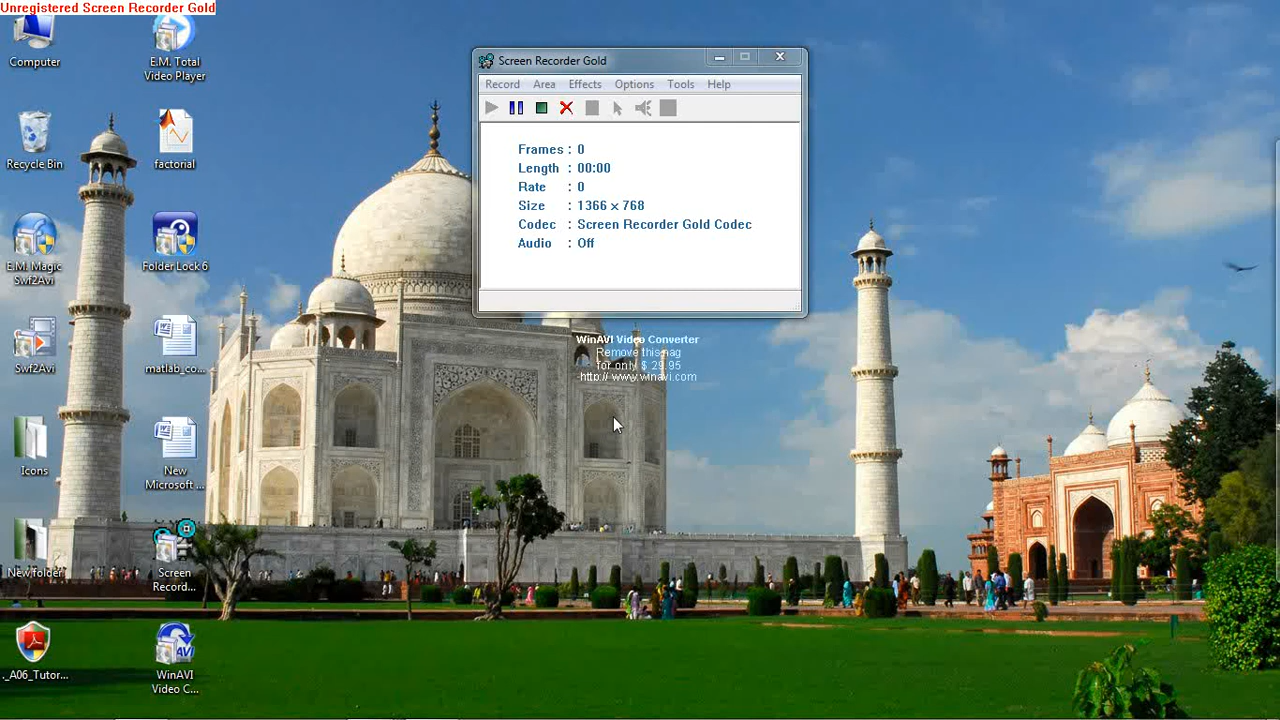 Unregistered Screen Recorder Gold
Computer
E.M. Total
Video Player
Recycle Bin
factorial
E.M. Magic
Swf2Avi
Folder Lock 6
Swf2Avi
matlab_co...
Icons
New
Microsoft ...
New folder
Screen
Record...
._A06_Tutor...
WinAVI
Video C...
Screen Recorder Gold
Record Area Effects Options Tools Help
Frames : 0
Length : 00:00
Rate : 0
Size : 1366 x 768
Codec : Screen Recorder Gold Codec
Audio : Off
WinAVI Video Converter
Remove this nag
for only $ 29.95
http:// www.winavi.com